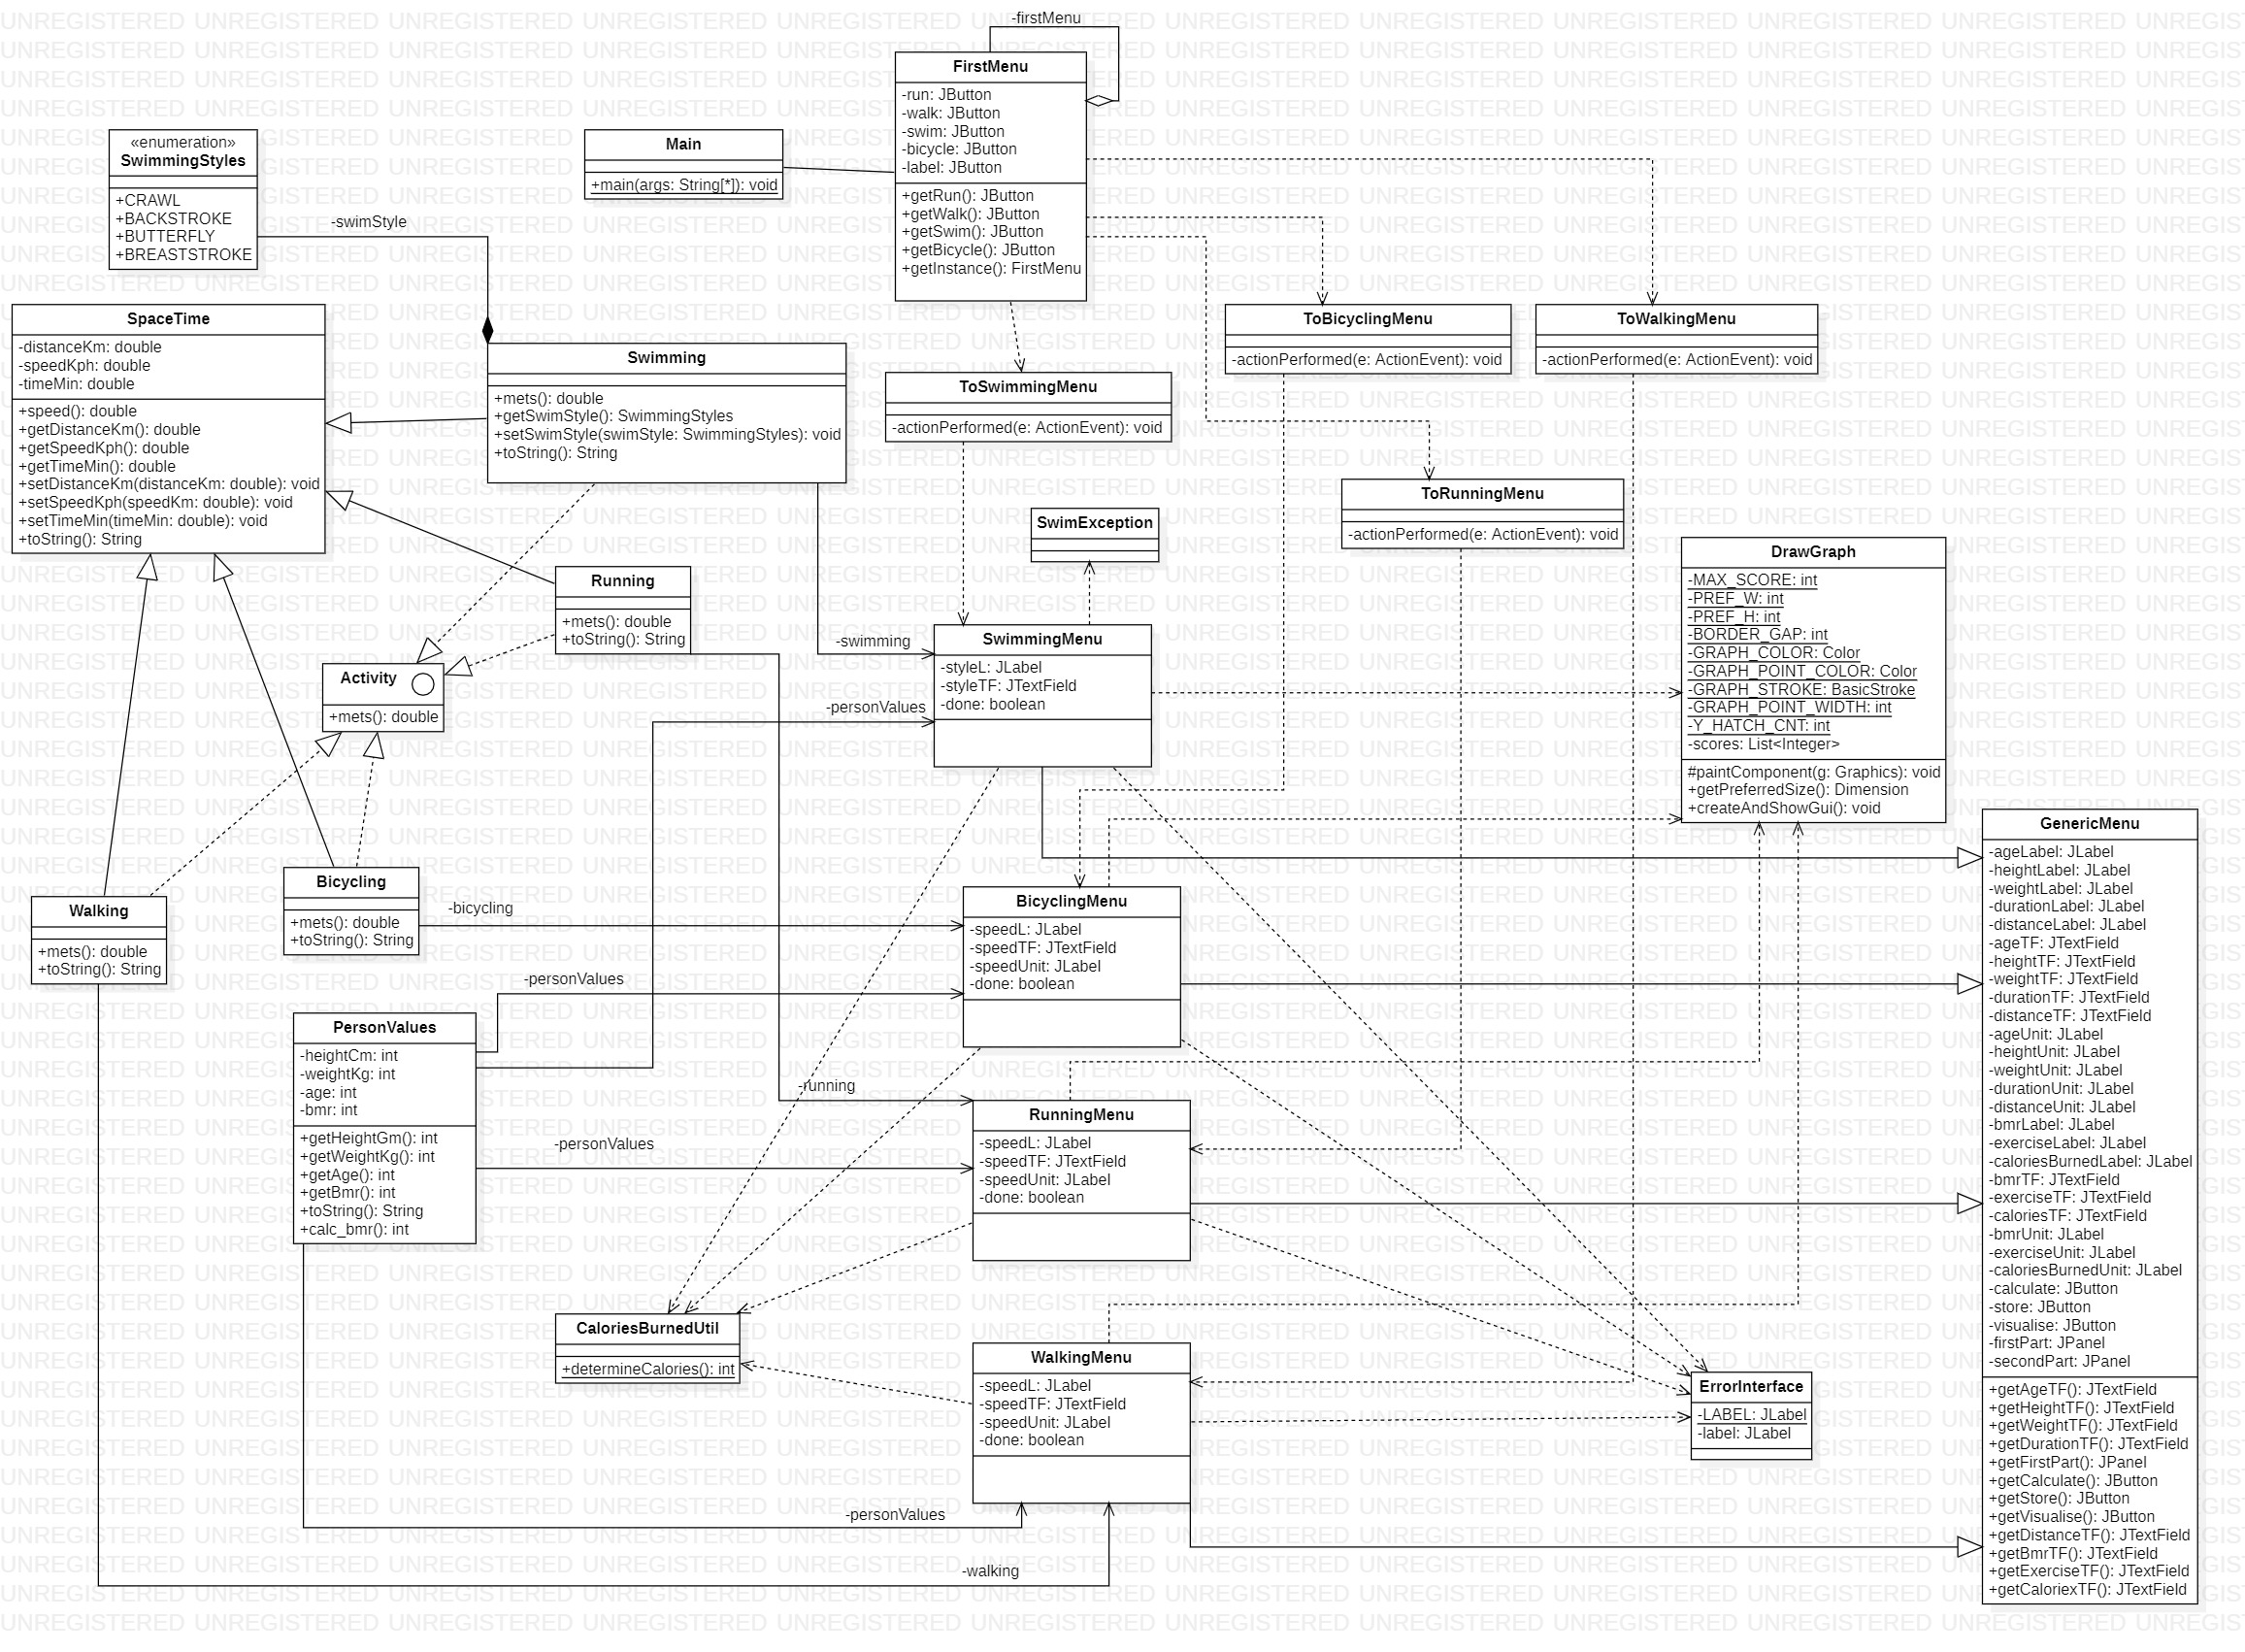 -firstMenu
FirstMenu
-run: JButton
-walk: JButton
-swim: JButton
-bicycle: JButton
-label: JButton
+getRun(): JButton
+getWalk(): JButton
+getSwim(): JButton
+getBicycle(): JButton
+getInstance(): FirstMenu
Main
+main(args: String[*]): void
«enumeration»
SwimmingStyles
+CRAWL
+BACKSTROKE
+BUTTERFLY
+BREASTSTROKE
-swimStyle
SpaceTime
-distanceKm: double
-speedKph: double
-timeMin: double
+speed(): double
+getDistanceKm(): double
+getSpeedKph(): double
+getTimeMin(): double
+setDistanceKm(distanceKm: double): void
+setSpeedKph(speedKm: double): void
+setTimeMin(timeMin: double): void
+toString(): String
Swimming
+mets(): double
+getSwimStyle(): SwimmingStyles
+setSwimStyle(swimStyle: SwimmingStyles): void
+toString(): String
ToSwimmingMenu
-actionPerformed(e: ActionEvent): void
ToBicyclingMenu
-actionPerformed(e: ActionEvent): void
ToWalkingMenu
-actionPerformed(e: ActionEvent): void
ToRunningMenu
-actionPerformed(e: ActionEvent): void
SwimException
DrawGraph
-MAX_SCORE: int
-PREF_W: int
-PREF_H: int
-BORDER_GAP: int
-GRAPH_COLOR: Color
-GRAPH_POINT_COLOR: Color
-GRAPH_STROKE: BasicStroke
-GRAPH_POINT_WIDTH: int
-Y_HATCH_CNT: int
-scores: List<Integer>
#paintComponent(g: Graphics): void
+getPreferredSize(): Dimension
+createAndShowGui(): void
Running
+mets(): double
+toString(): String
Activity
+mets(): double
-swimming
-personValues
SwimmingMenu
-styleL: JLabel
-styleTF: JTextField
-done: boolean
Walking
+mets(): double
+toString(): String
Bicycling
+mets(): double
+toString(): String
-bicycling
-personValues
BicyclingMenu
-speedL: JLabel
-speedTF: JTextField
-speedUnit: JLabel
-done: boolean
GenericMenu
-ageLabel: JLabel
-heightLabel: JLabel
-weightLabel: JLabel
-durationLabel: JLabel
-distanceLabel: JLabel
-ageTF: JTextField
-heightTF: JTextField
-weightTF: JTextField
-durationTF: JTextField
-distanceTF: JTextField
-ageUnit: JLabel
-heightUnit: JLabel
-weightUnit: JLabel
-durationUnit: JLabel
-distanceUnit: JLabel
-bmrLabel: JLabel
-exerciseLabel: JLabel
-caloriesBurnedLabel: JLabel
-bmrTF: JTextField
-exerciseTF: JTextField
-caloriesTF: JTextField
-bmrUnit: JLabel
-exerciseUnit: JLabel
-caloriesBurnedUnit: JLabel
-calculate: JButton
-store: JButton
-visualise: JButton
-firstPart: JPanel
-secondPart: JPanel
+getAgeTF(): JTextField
+getHeightTF(): JTextField
+getWeightTF(): JTextField
+getDurationTF(): JTextField
+getFirstPart(): JPanel
+getCalculate(): JButton
+getStore(): JButton
+getVisualise(): JButton
+getDistanceTF(): JTextField
+getBmrTF(): JTextField
+getExerciseTF(): JTextField
+getCaloriexTF(): JTextField
PersonValues
-heightCm: int
-weightKg: int
-age: int
-bmr: int
+getHeightGm(): int
+getWeightKg(): int
+getAge(): int
+getBmr(): int
+toString(): String
+calc_bmr(): int
-running
-personValues
RunningMenu
-speedL: JLabel
-speedTF: JTextField
-speedUnit: JLabel
-done: boolean
CaloriesBurnedUtil
+determineCalories(): int
WalkingMenu
-speedL: JLabel
-speedTF: JTextField
-speedUnit: JLabel
-done: boolean
ErrorInterface
-LABEL: JLabel
-label: JLabel
-personValues
-walking